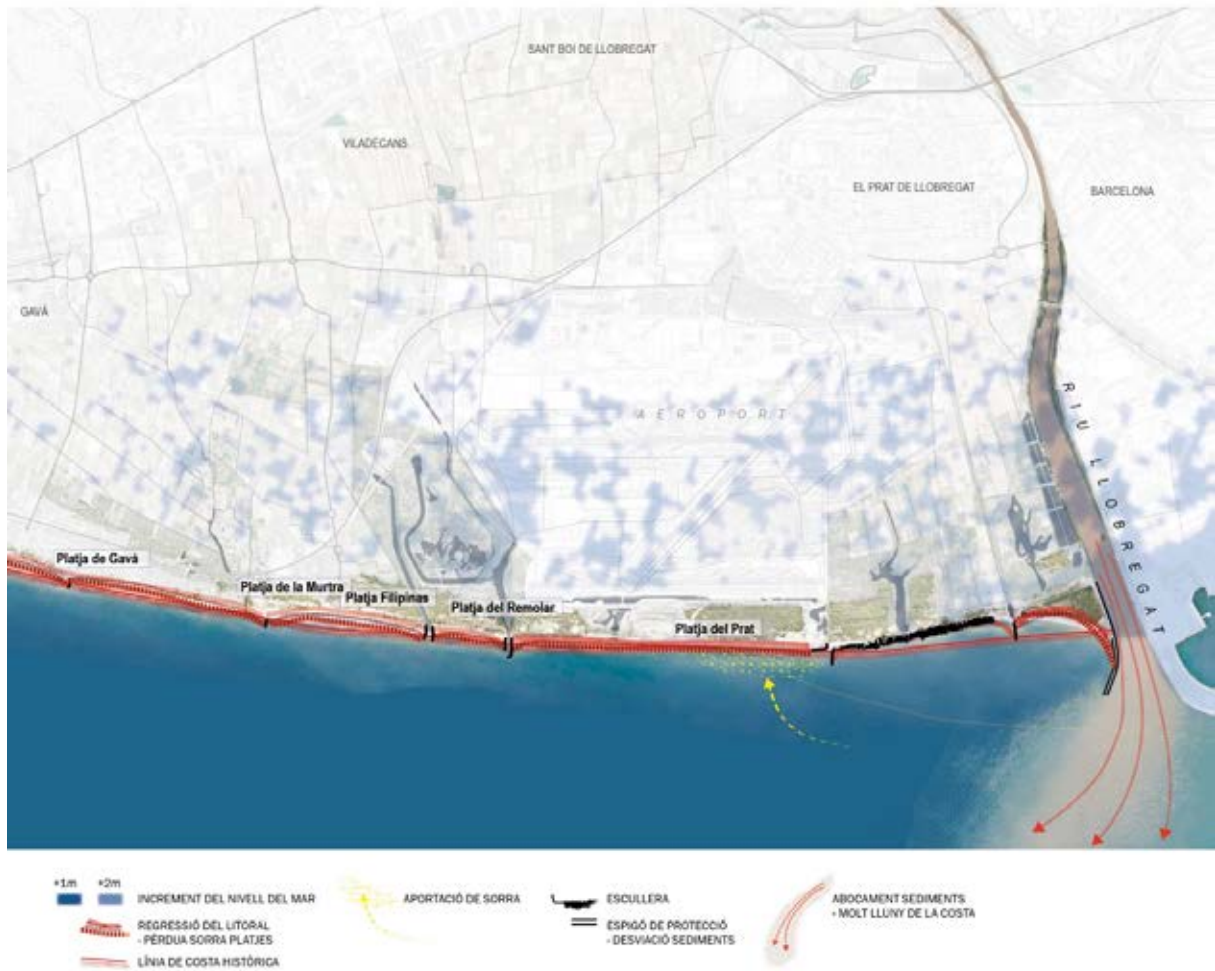 SANT BOI DE LLOBREGAT
VILADECANS
EL PRAT DE LLOBREGAT
BARCELONA
GAVÀ
AEROPORT
RIU LLOBREGAT
Platja de Gavà
Platja de la Murtra
Platja Filipinas
Platja del Remolar
Platja del Prat
+1m +2m
INCREMENT DEL NIVELL DEL MAR
REGRESSIÓ DEL LITORAL
- PÈRDUA SORRA PLATJES
LÍNIA DE COSTA HISTÒRICA
APORTACIÓ DE SORRA
ESCULLERA
ESPIGÓ DE PROTECCIÓ
- DESVIACIÓ SEDIMENTS
ABOCAMENT SEDIMENTS
- MOLT LLUNY DE LA COSTA